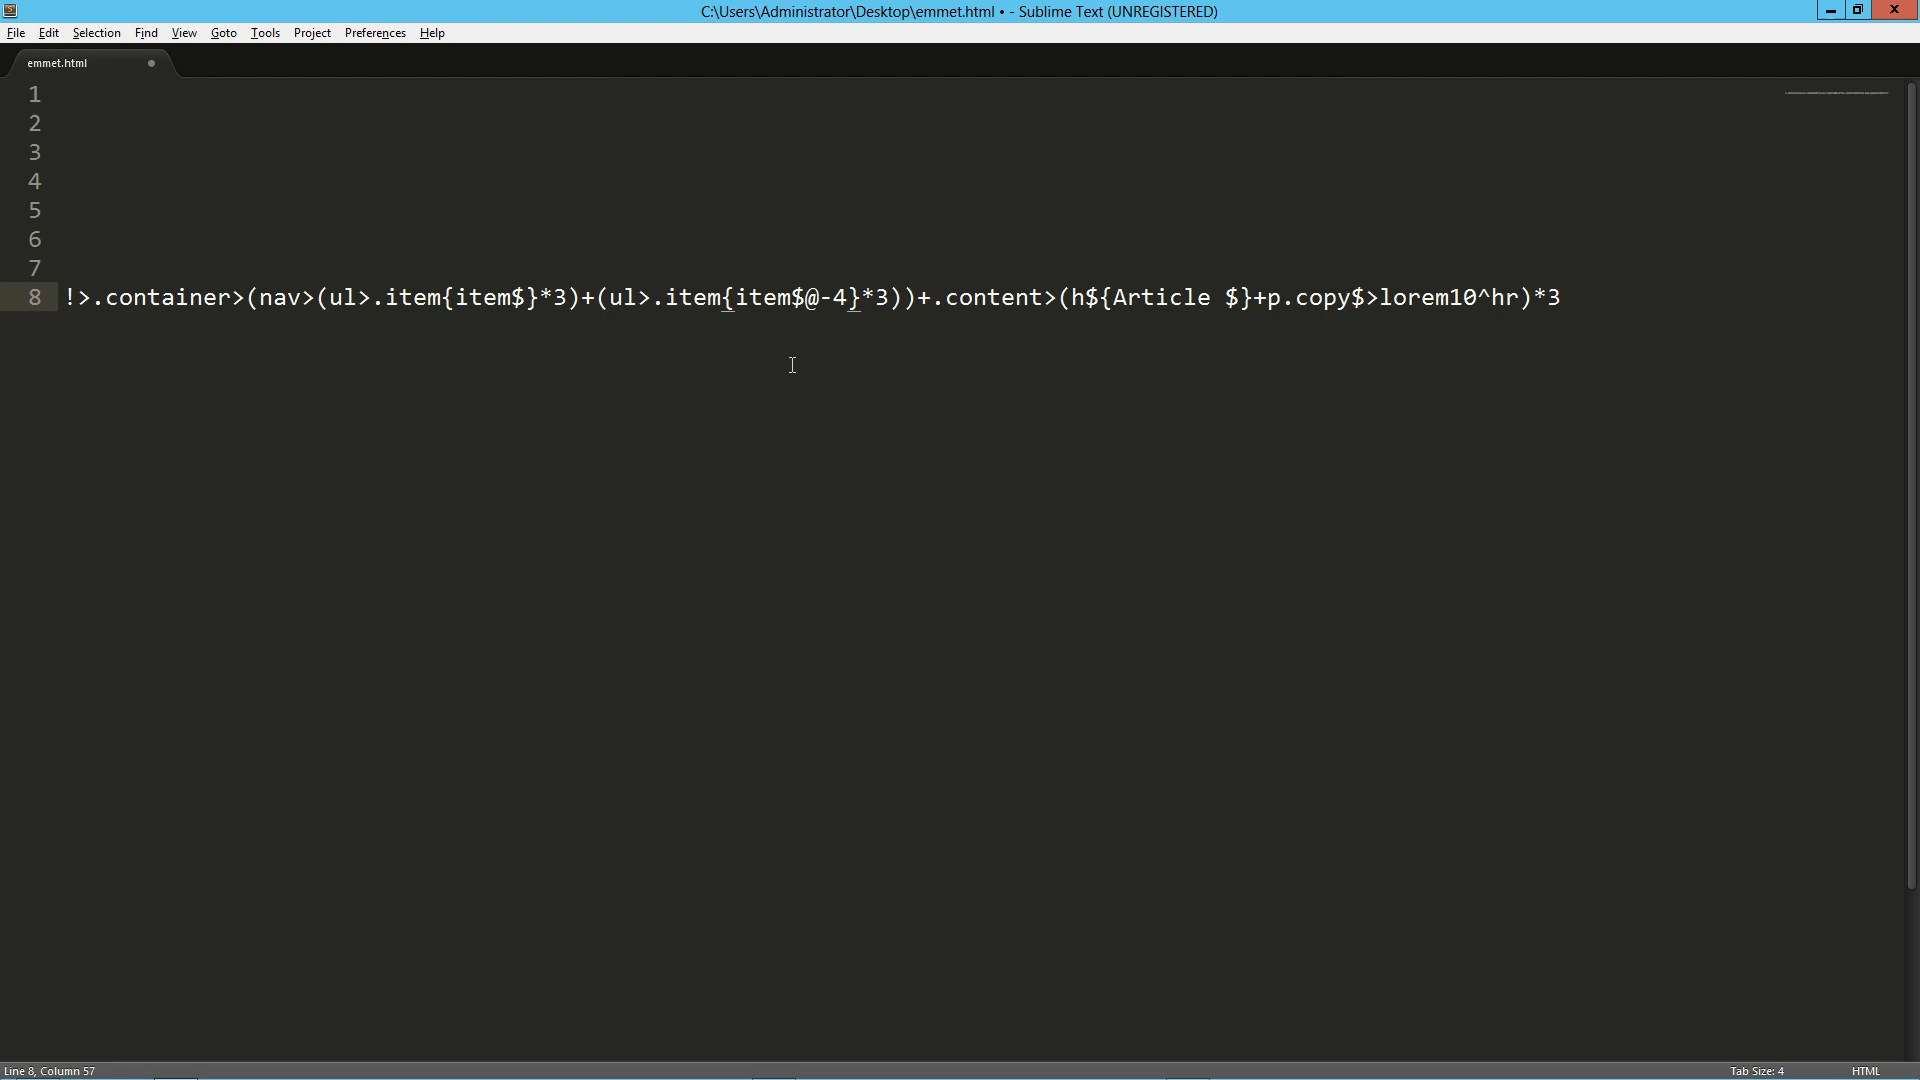 C:\Users\Administrator\Desktop\emmet.html • - Sublime Text (UNREGISTERED)
File Edit Selection Find View Goto Tools Project Preferences Help
emmet.html
1
2
3
4
5
6
7
8 !>.container>(nav>(ul>.item{item$}*3)+(ul>.item{item$@-4}*3))+.content>(h${Article $}+p.copy$>lorem10^hr)*3
Line 8, Column 57 Tab Size: 4 HTML